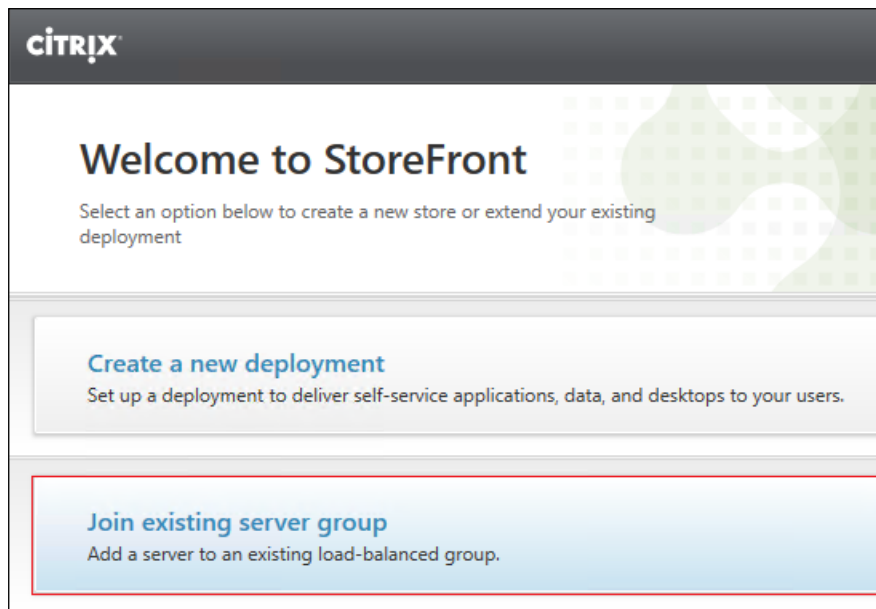 CİTRIX
Welcome to StoreFront
Select an option below to create a new store or extend your existing
deployment
Create a new deployment
Set up a deployment to deliver self-service applications, data, and desktops to your users.
Join existing server group
Add a server to an existing load-balanced group.